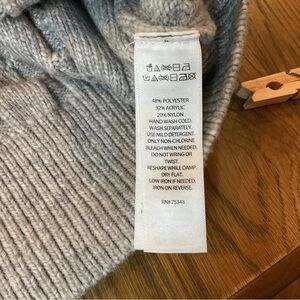 48% POLYESTER
32% ACRYLIC
20% NYLON
HAND WASH COLD.
WASH SEPARATELY.
USE MILD DETERGENT.
ONLY NON-CHLORINE
BLEACH WHEN NEEDED.
DO NOT WRING OR
TWIST.
RESHAPE WHILE DAMP.
DRY FLAT.
LOW IRON IF NEEDED.
IRON ON REVERSE.
RN# 75343